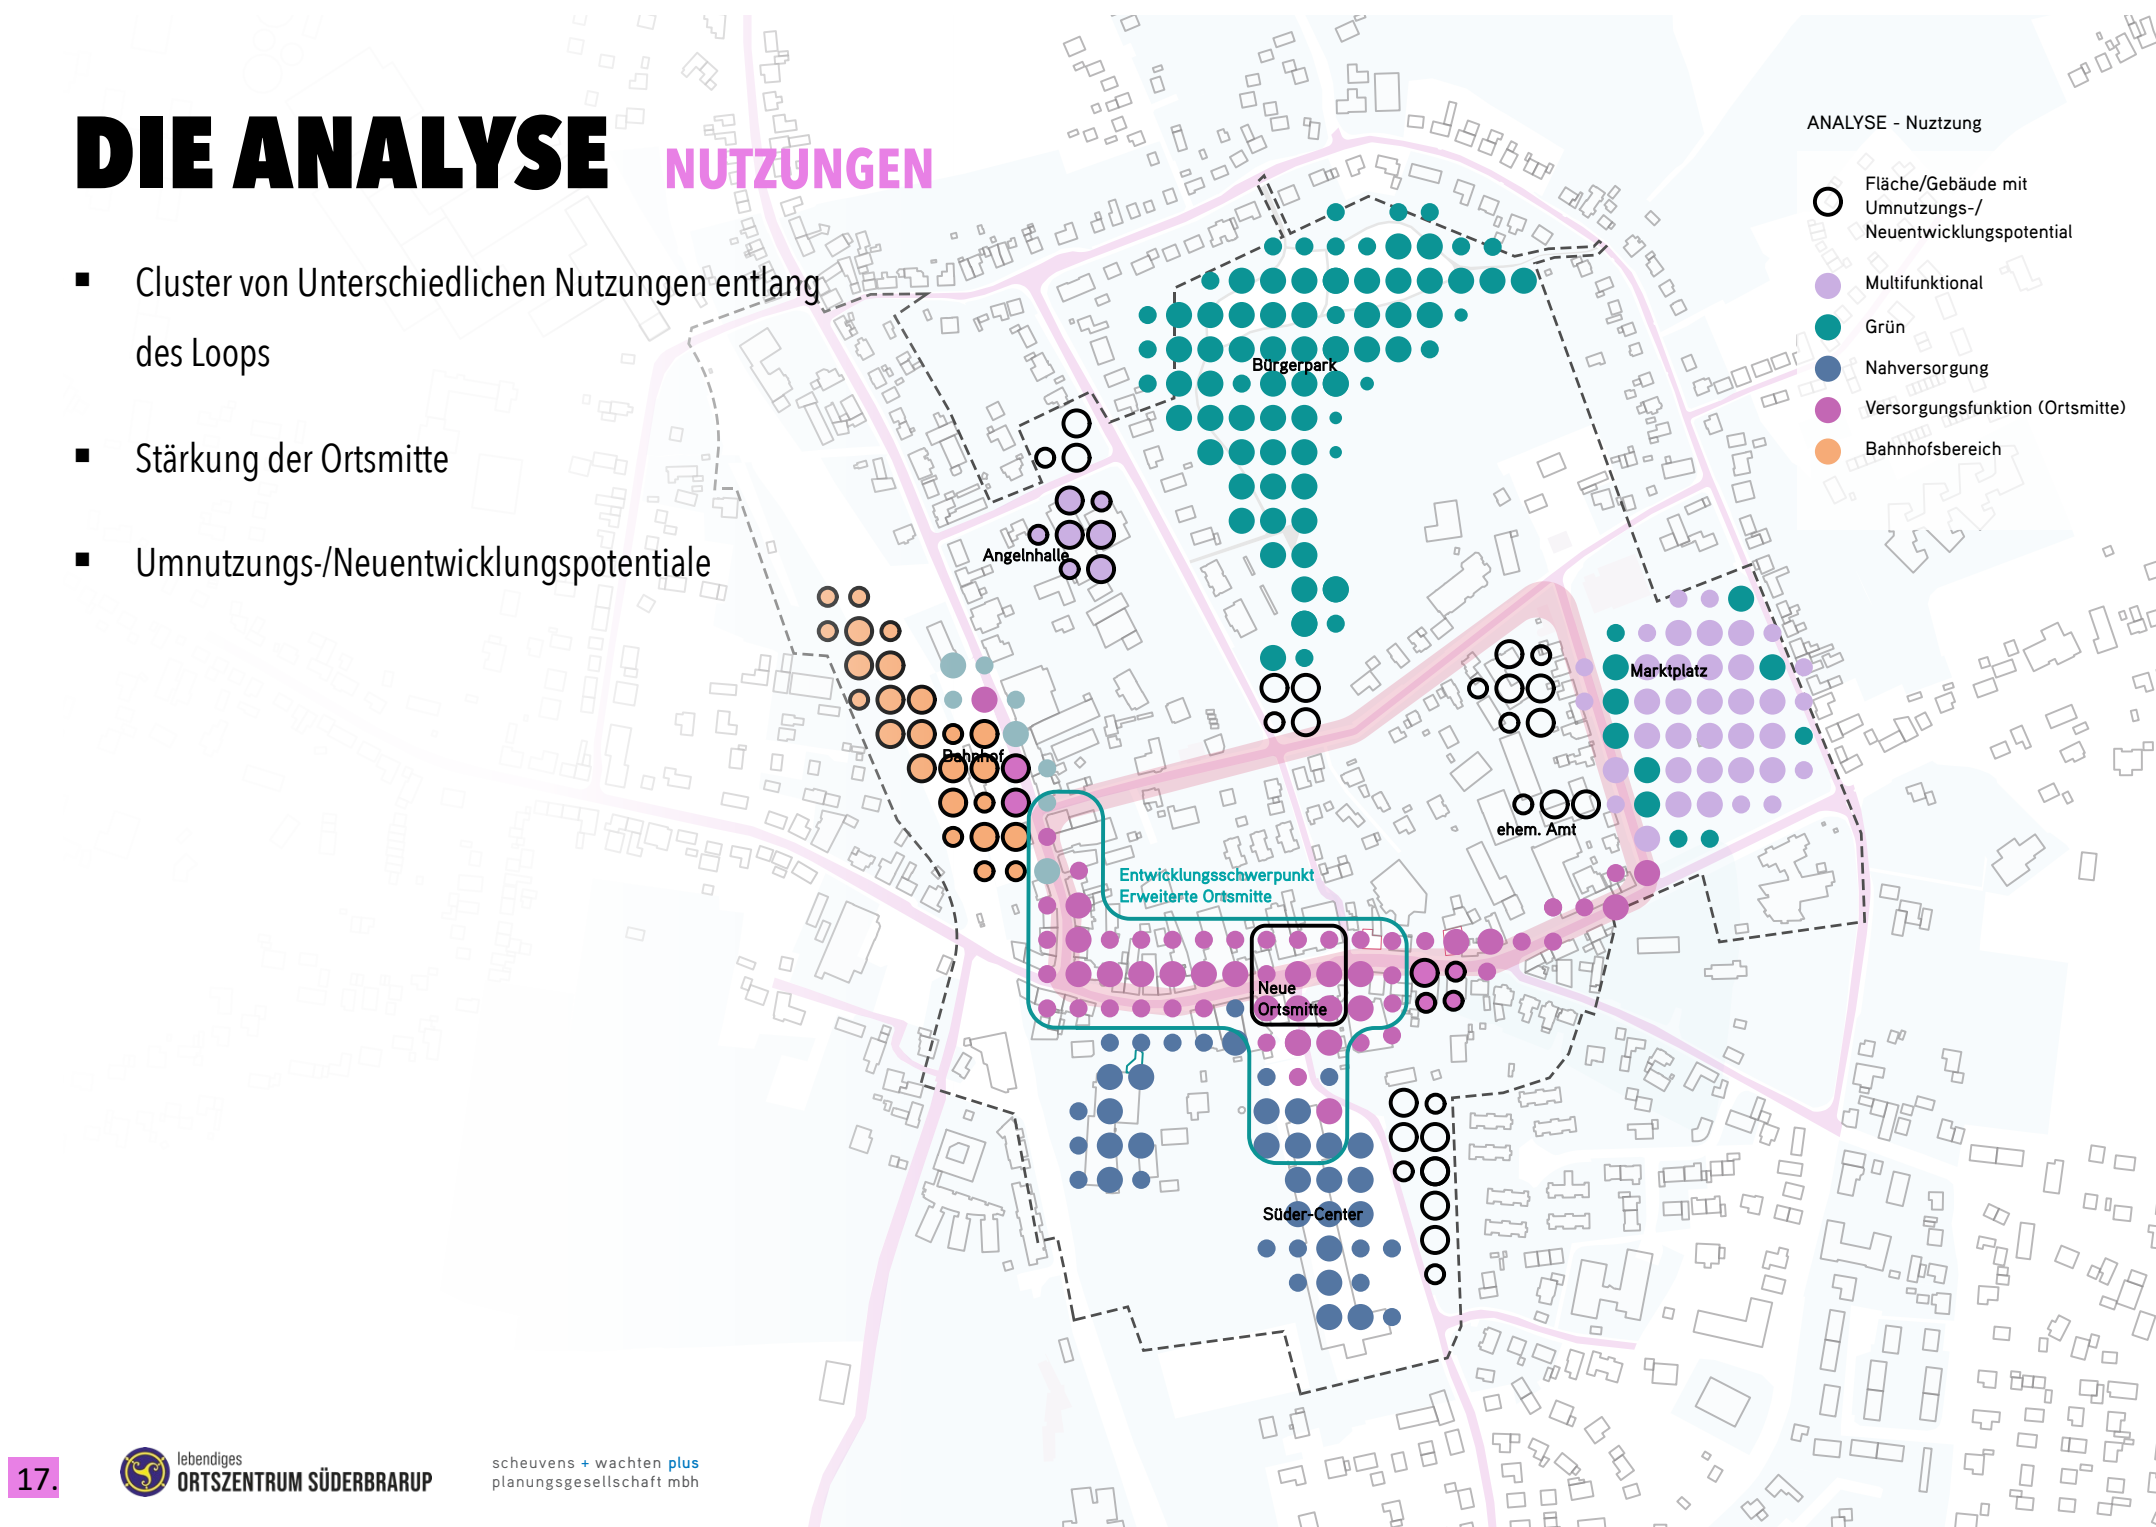 DIE ANALYSE NUTZUNGEN
▪ Cluster von Unterschiedlichen Nutzungen entlang
des Loops
▪ Stärkung der Ortsmitte
▪ Umnutzungs-/Neuentwicklungspotentiale
ANALYSE - Nuztzung
Fläche/Gebäude mit
Umnutzungs-/
Neuentwicklungspotential
Multifunktional
Grün
Nahversorgung
Versorgungsfunktion (Ortsmitte)
Bahnhofsbereich
Bürgerpark
Angelnhalle
Marktplatz
Bahnhof
ehem. Amt
Entwicklungsschwerpunkt
Erweiterte Ortsmitte
Neue
Ortsmitte
Süder-Center
17.
lebendiges
ORTSZENTRUM SÜDERBRARUP
scheuvens + wachten plus
planungsgesellschaft mbh